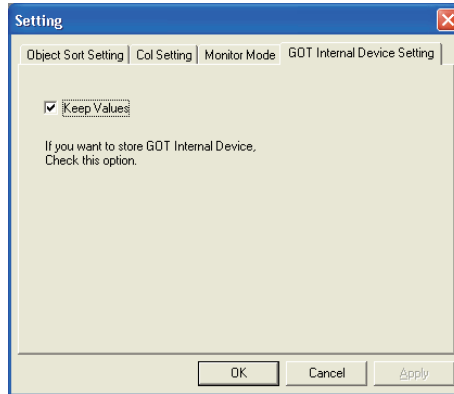 Setting
Object Sort Setting Col Setting Monitor Mode GOT Internal Device Setting
Keep Values
If you want to store GOT Internal Device,
Check this option.
OK Cancel Apply